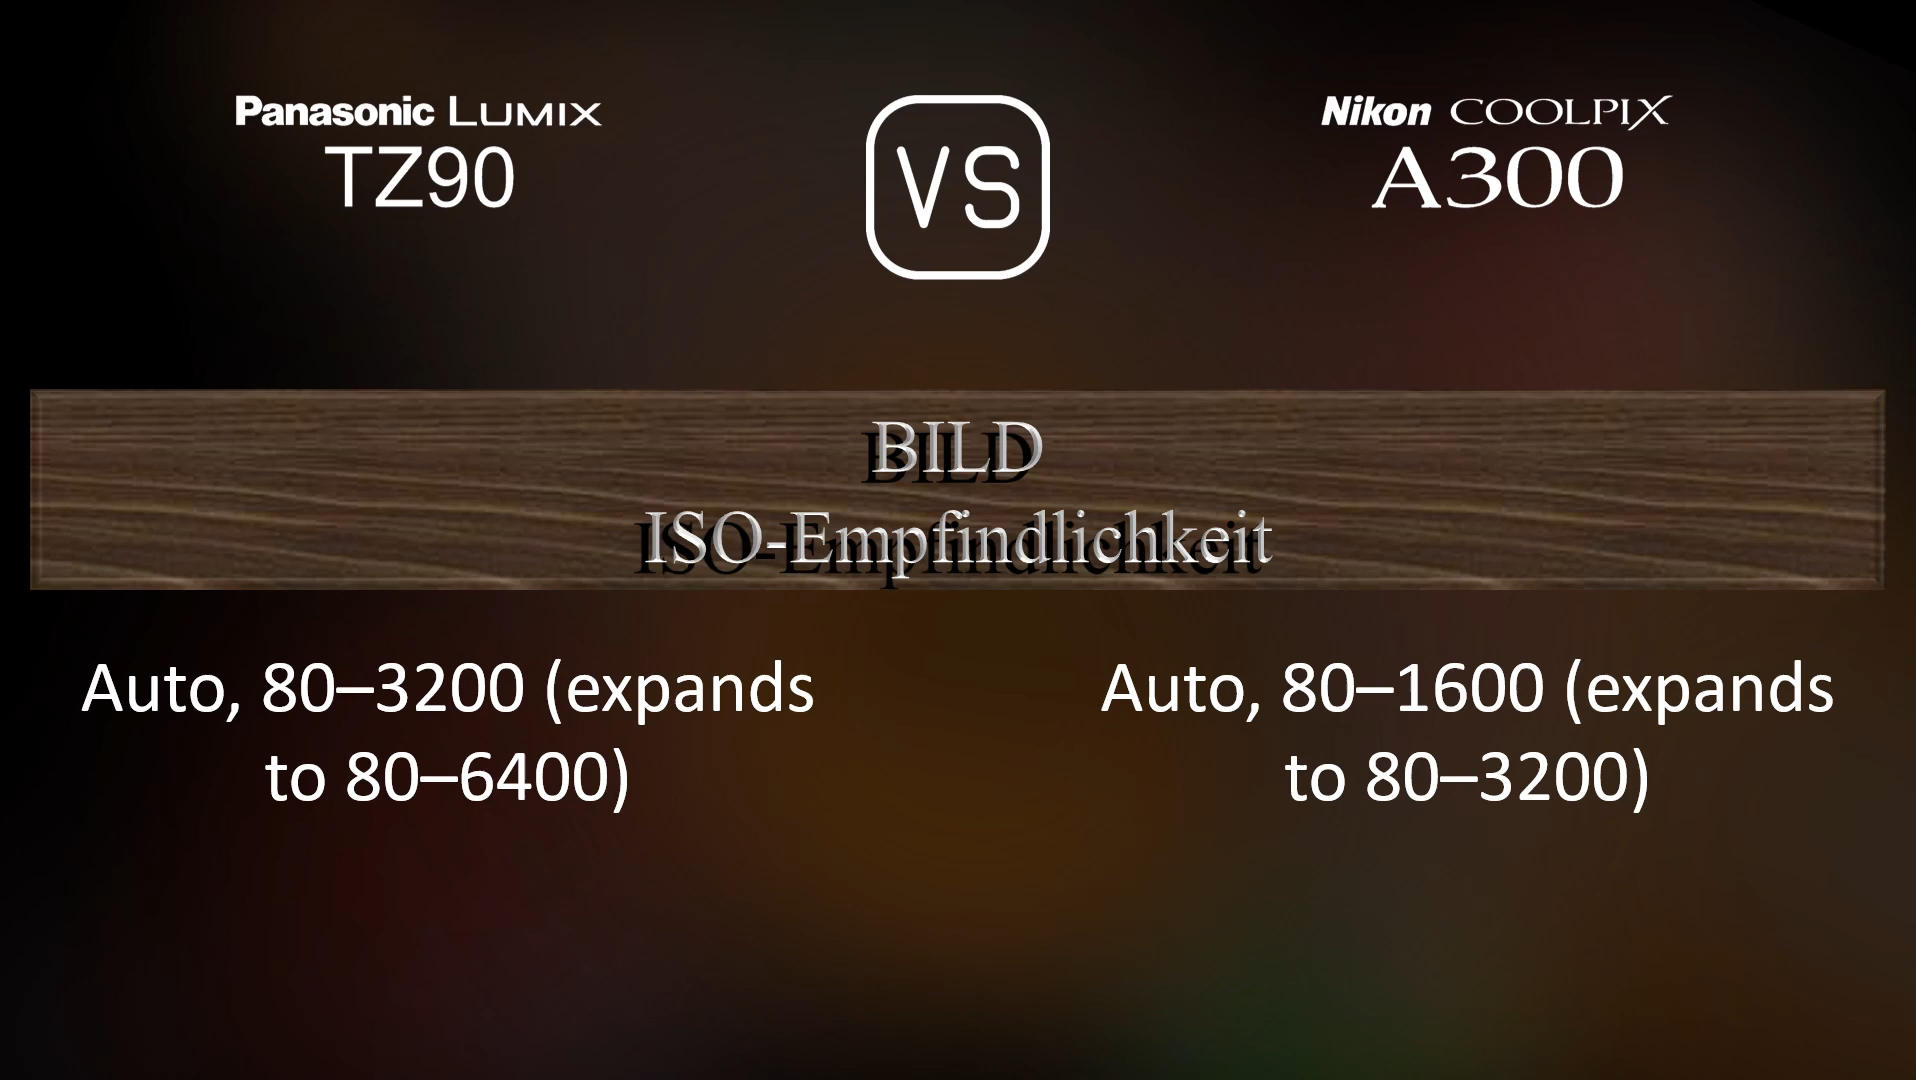 Panasonic LUMIX
TZ90
VS
Nikon COOLPIX
A300
BILD
ISO-Empfindlichkeit
Auto, 80–3200 (expands
to 80–6400)
Auto, 80–1600 (expands
to 80–3200)